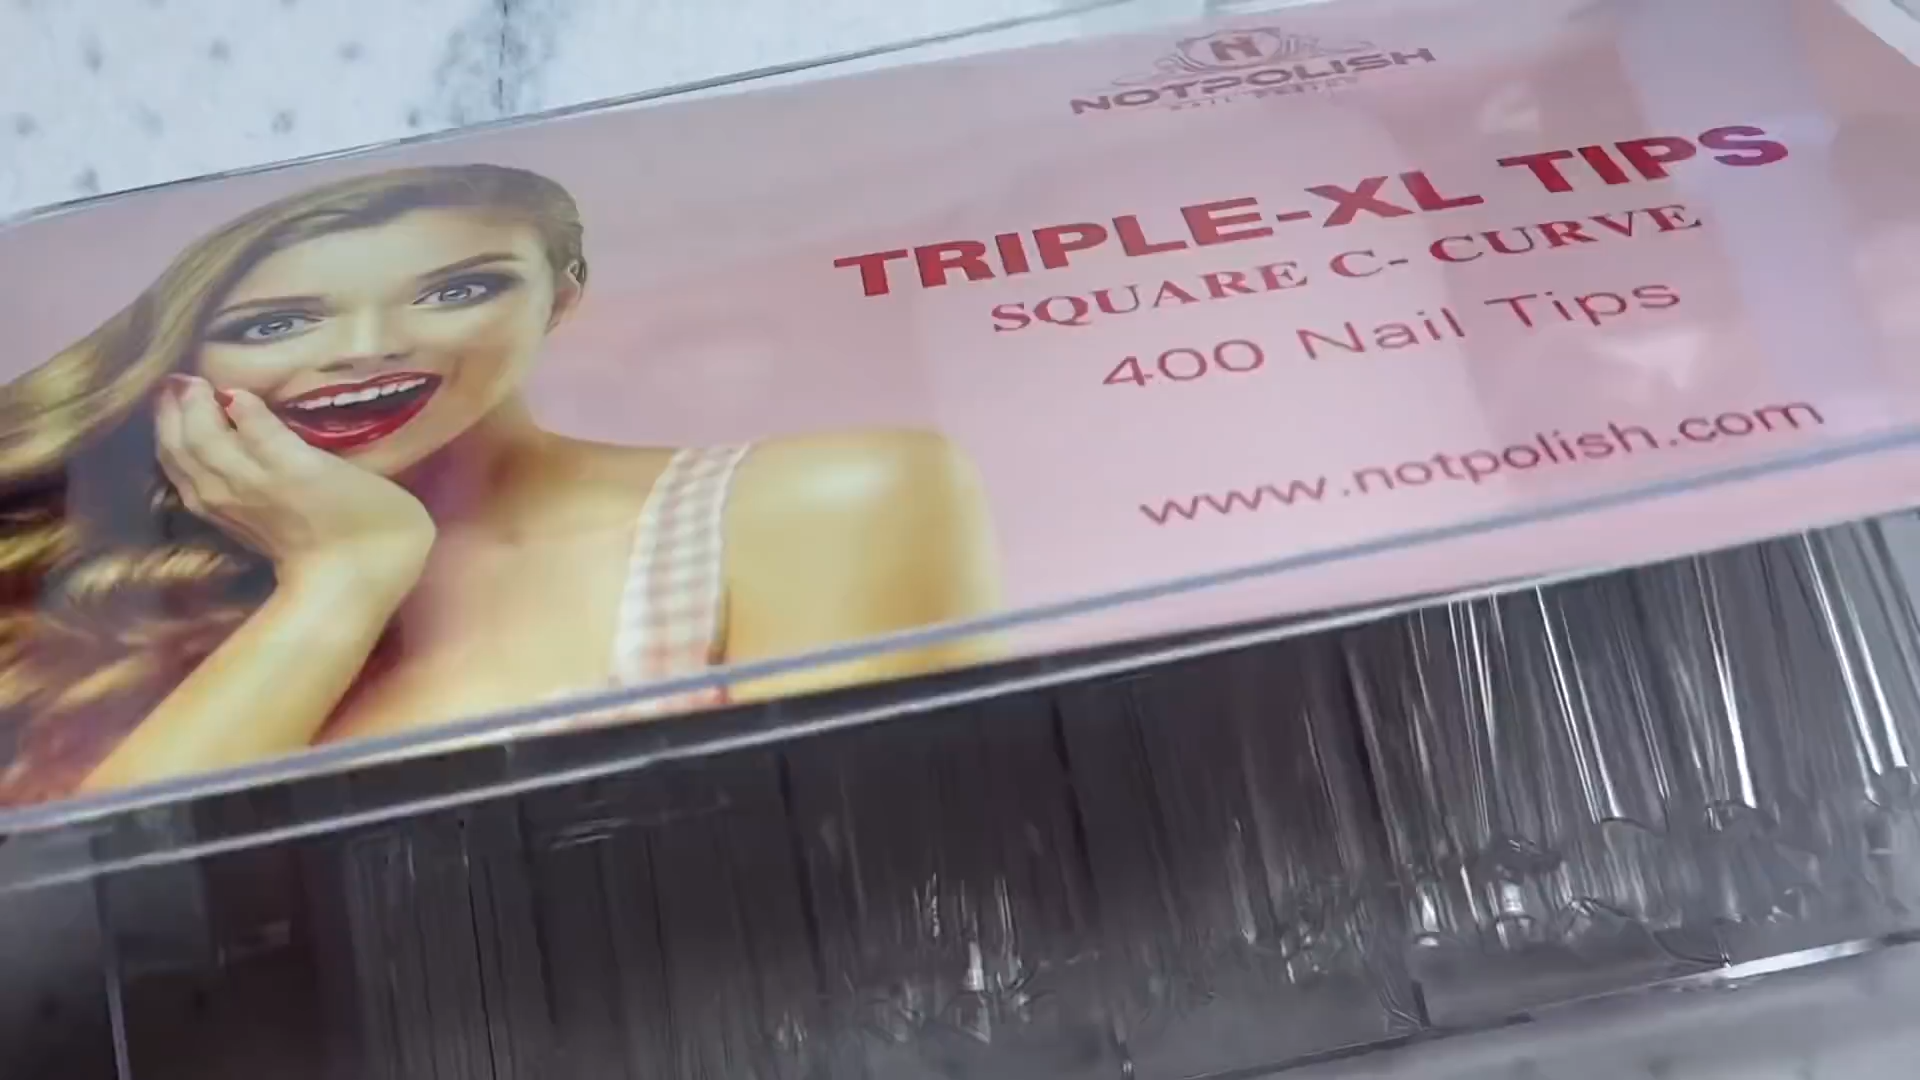 N
NOTPOLISH
TRIPLE-XL TIPS
SQUARE C- CURVE
400 Nail Tips
www.notpolish.com